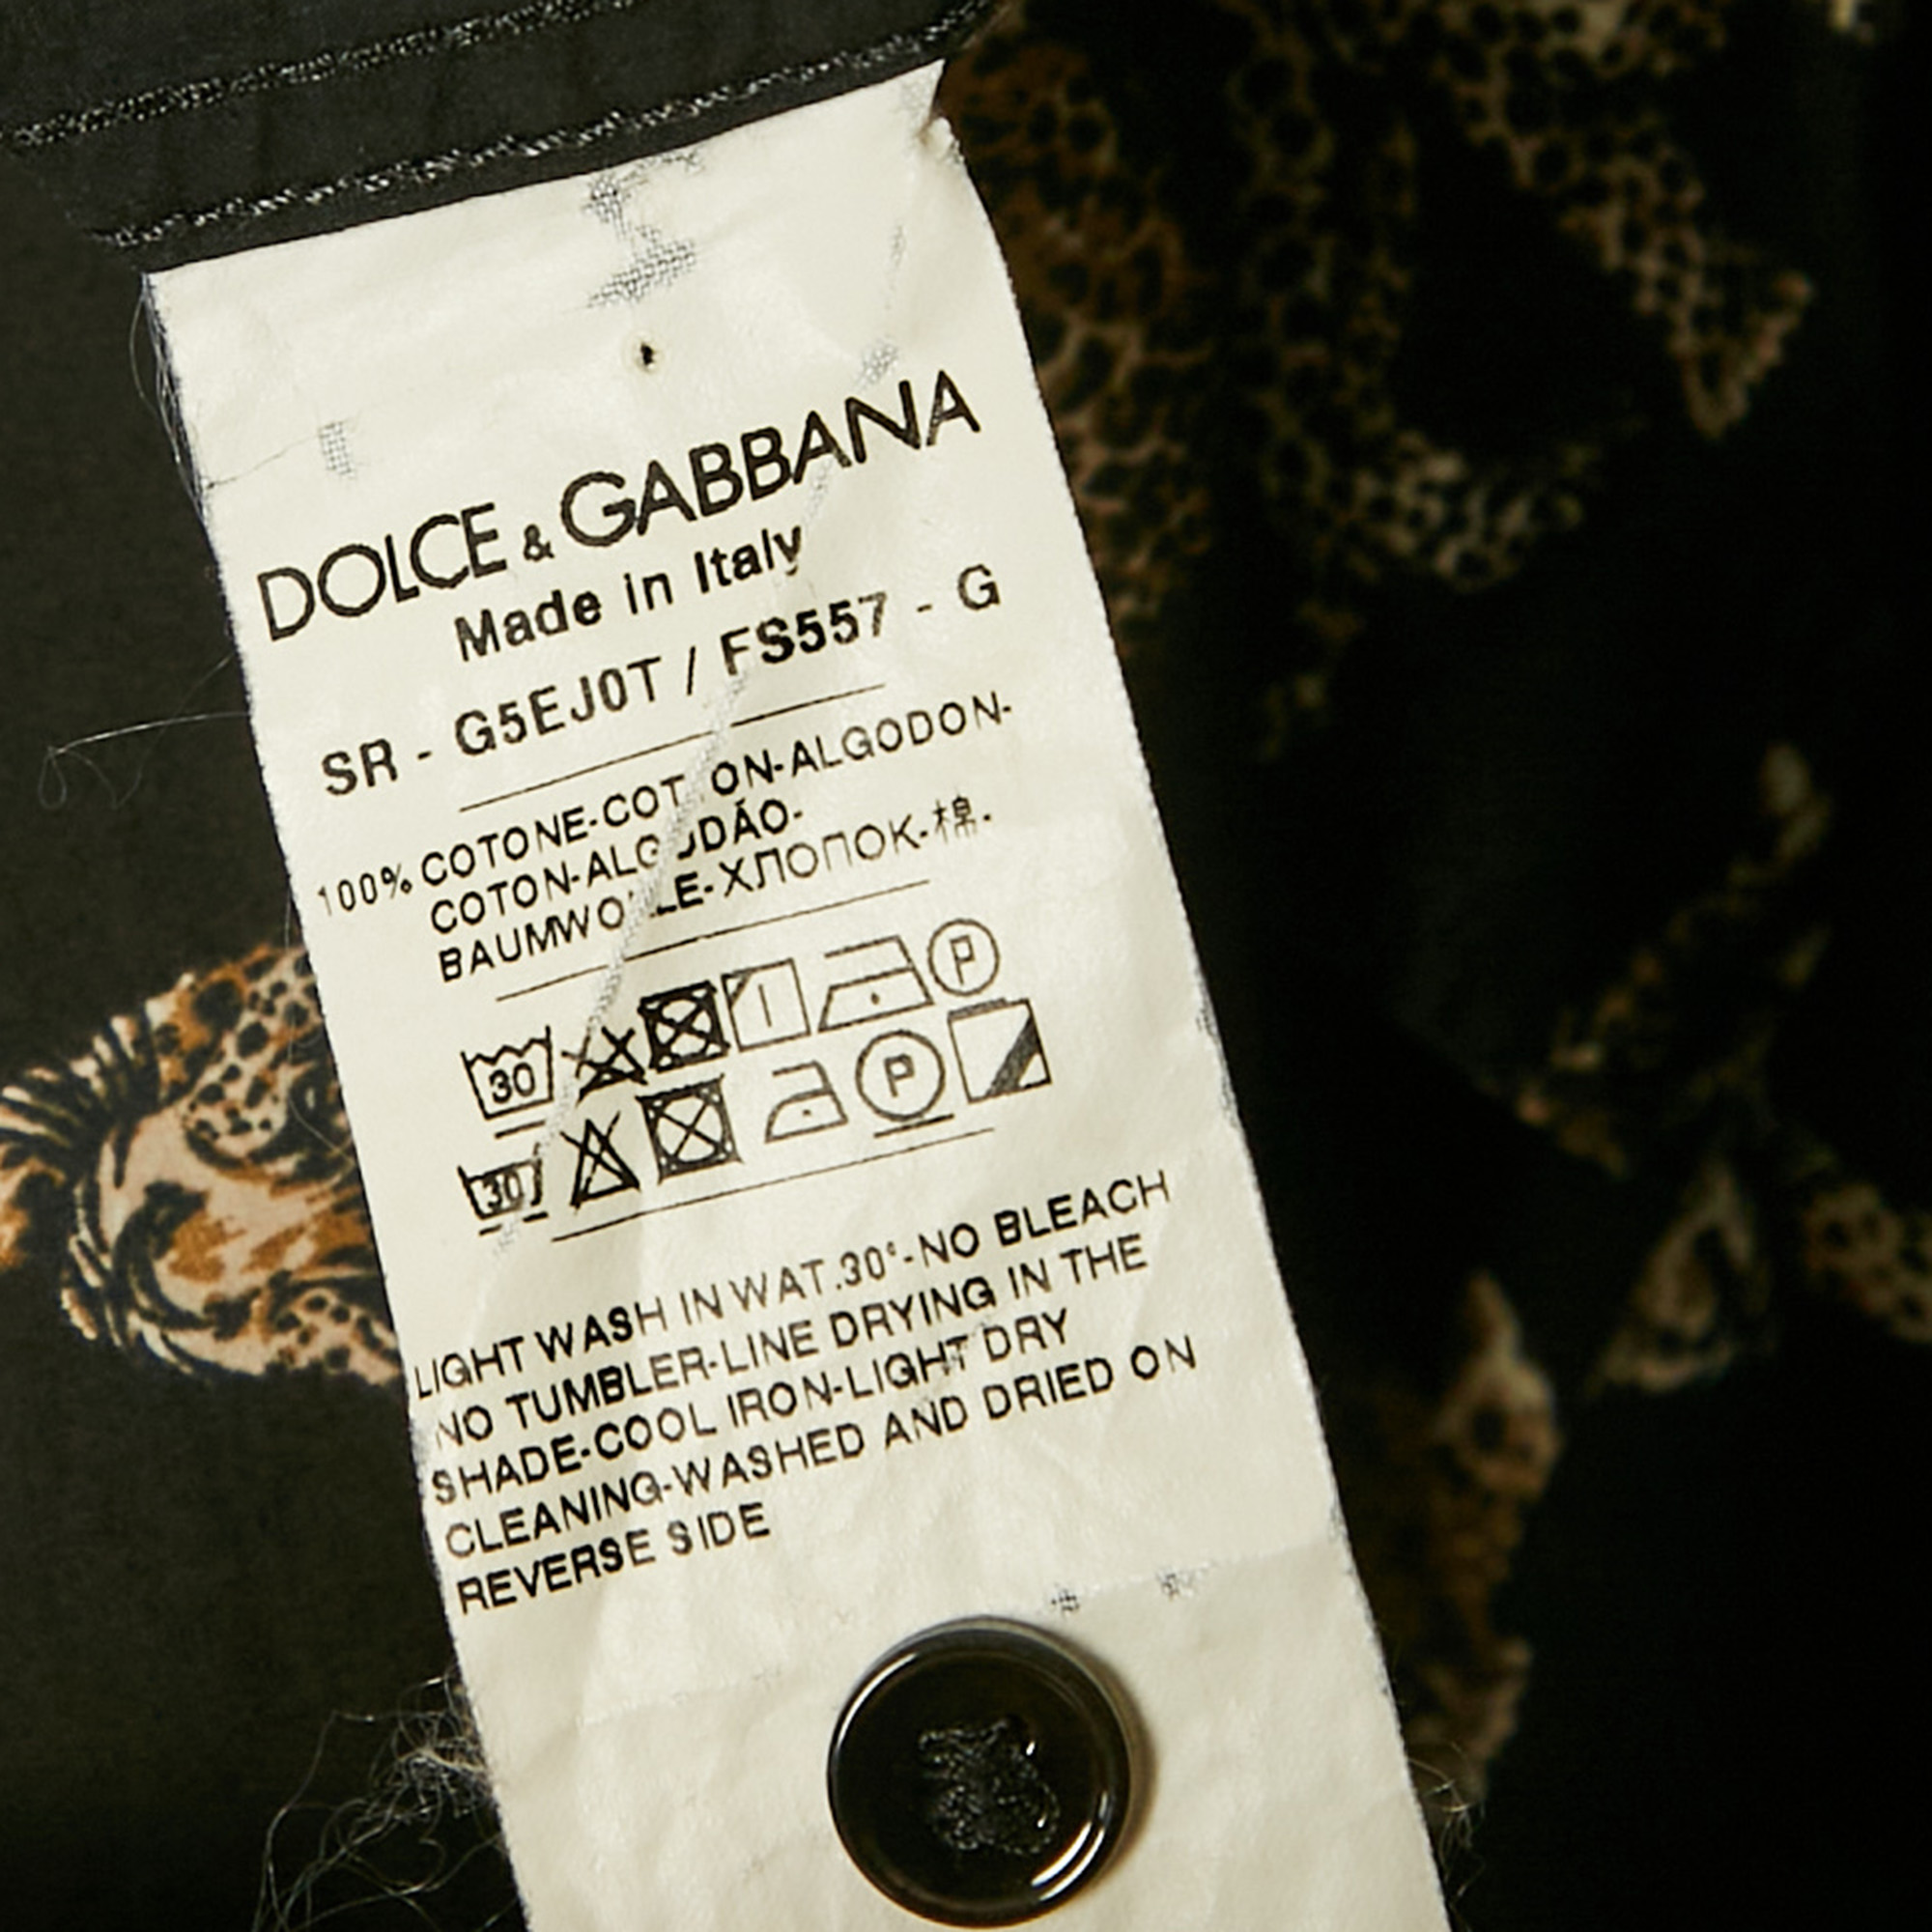 DOLCE & GABBANA
Made in Italy
SR - G5EJ0T / FS557 - G
100% COTONE-COTTON-ALGODON-
COTON-ALGODÃO-
BAUMWOLLE-ХЛОПОК-棉-
30 P
30 P
LIGHT WASH IN WAT.30°-NO BLEACH
NO TUMBLER-LINE DRYING IN THE
SHADE-COOL IRON-LIGHT DRY
CLEANING-WASHED AND DRIED ON
REVERSE SIDE